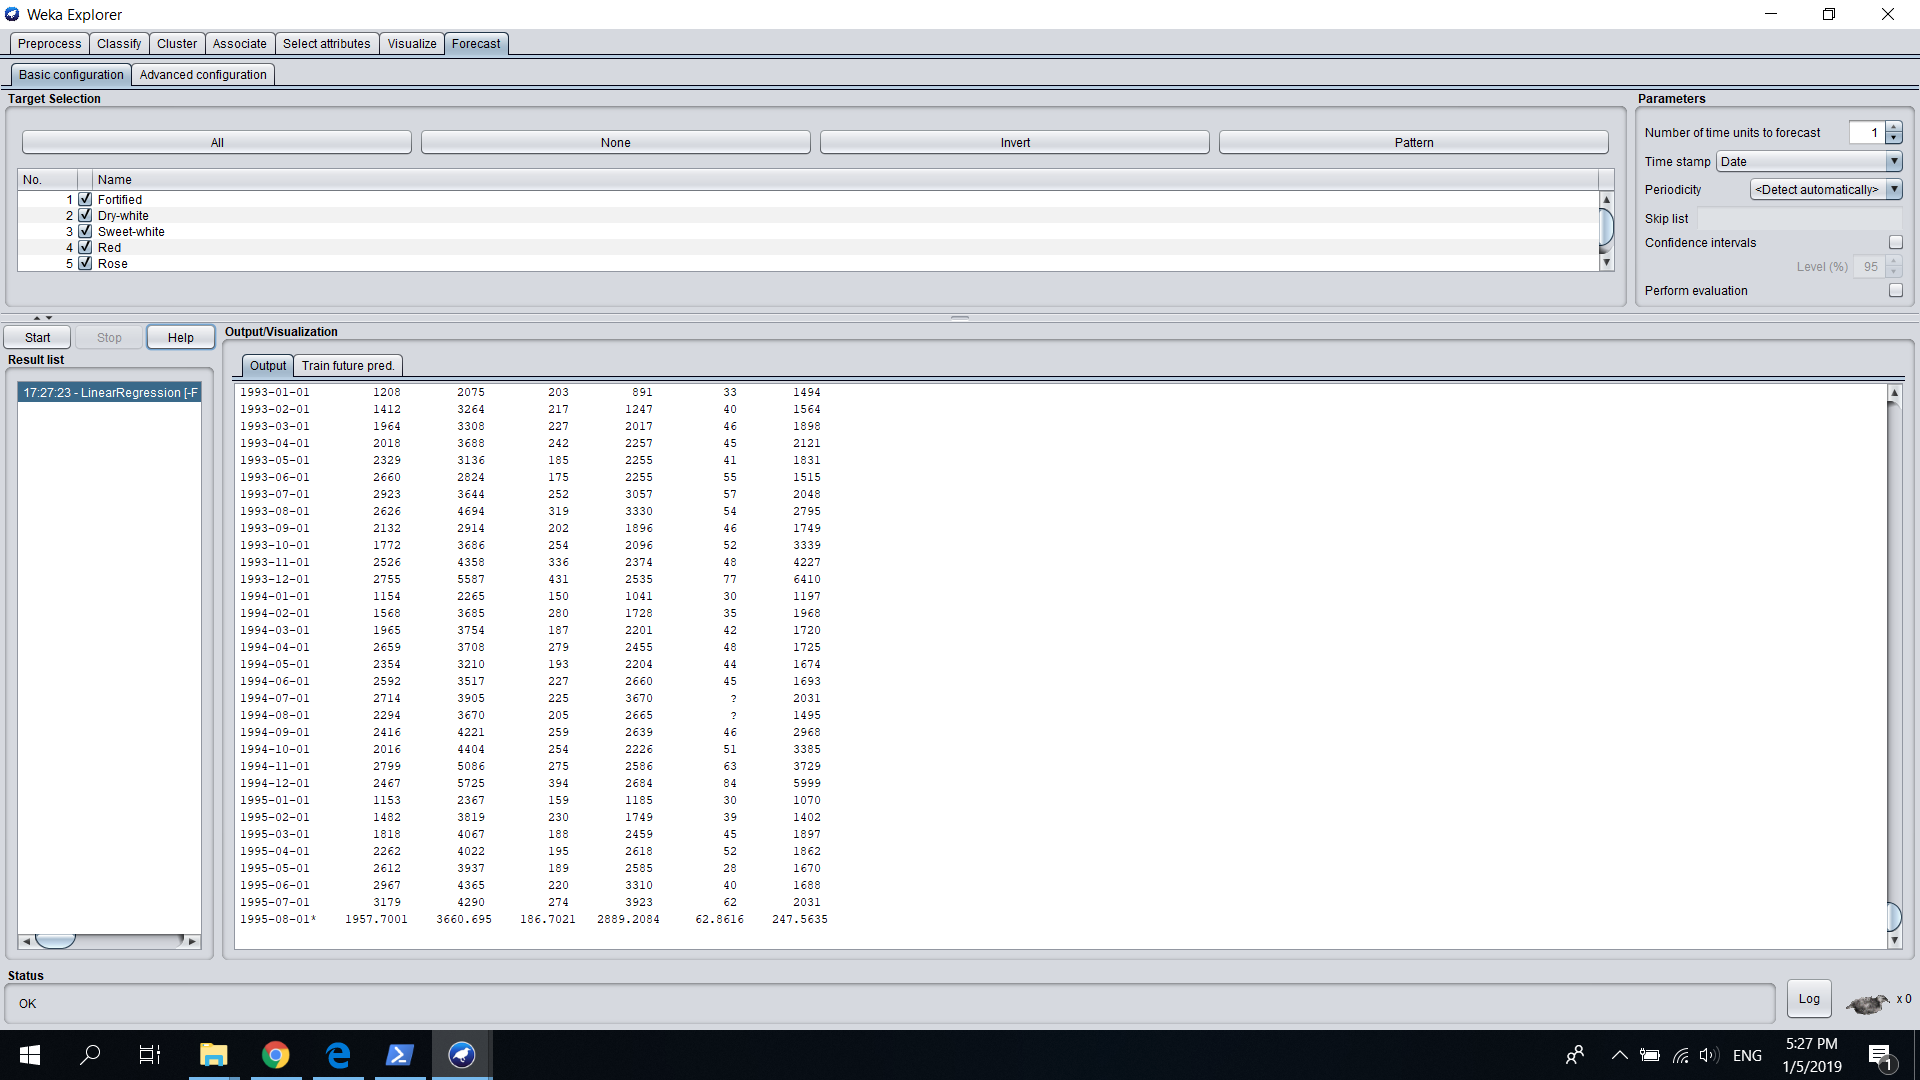 Weka Explorer
Preprocess Classify Cluster Associate Select attributes Visualize Forecast
Basic configuration Advanced configuration
Target Selection
All None Invert Pattern
No. Name
1 Fortified
2 Dry-white
3 Sweet-white
4 Red
5 Rose
Parameters
Number of time units to forecast 1
Time stamp Date
Periodicity <Detect automatically>
Skip list
Confidence intervals
Level (%) 95
Perform evaluation
Start Stop Help
Result list
17:27:23 - LinearRegression [-F
Output/Visualization
Output Train future pred.
1993-01-01 1208 2075 203 891 33 1494
1993-02-01 1412 3264 217 1247 40 1564
1993-03-01 1964 3308 227 2017 46 1898
1993-04-01 2018 3688 242 2257 45 2121
1993-05-01 2329 3136 185 2255 41 1831
1993-06-01 2660 2824 175 2255 55 1515
1993-07-01 2923 3644 252 3057 57 2048
1993-08-01 2626 4694 319 3330 54 2795
1993-09-01 2132 2914 202 1896 46 1749
1993-10-01 1772 3686 254 2096 52 3339
1993-11-01 2526 4358 336 2374 48 4227
1993-12-01 2755 5587 431 2535 77 6410
1994-01-01 1154 2265 150 1041 30 1197
1994-02-01 1568 3685 280 1728 35 1968
1994-03-01 1965 3754 187 2201 42 1720
1994-04-01 2659 3708 279 2455 48 1725
1994-05-01 2354 3210 193 2204 44 1674
1994-06-01 2592 3517 227 2660 45 1693
1994-07-01 2714 3905 225 3670 ? 2031
1994-08-01 2294 3670 205 2665 ? 1495
1994-09-01 2416 4221 259 2639 46 2968
1994-10-01 2016 4404 254 2226 51 3385
1994-11-01 2799 5086 275 2586 63 3729
1994-12-01 2467 5725 394 2684 84 5999
1995-01-01 1153 2367 159 1185 30 1070
1995-02-01 1482 3819 230 1749 39 1402
1995-03-01 1818 4067 188 2459 45 1897
1995-04-01 2262 4022 195 2618 52 1862
1995-05-01 2612 3937 189 2585 28 1670
1995-06-01 2967 4365 220 3310 40 1688
1995-07-01 3179 4290 274 3923 62 2031
1995-08-01* 1957.7001 3660.695 186.7021 2889.2084 62.8616 247.5635
Status
OK
Log x 0
ENG
5:27 PM
1/5/2019
1